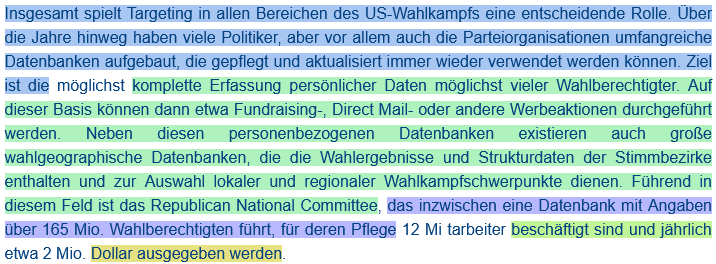 Insgesamt spielt Targeting in allen Bereichen des US-Wahlkampfs eine entscheidende Rolle. Über
die Jahre hinweg haben viele Politiker, aber vor allem auch die Parteiorganisationen umfangreiche
Datenbanken aufgebaut, die gepflegt und aktualisiert immer wieder verwendet werden können. Ziel
ist die möglichst komplette Erfassung persönlicher Daten möglichst vieler Wahlberechtigter. Auf
dieser Basis können dann etwa Fundraising-, Direct Mail- oder andere Werbeaktionen durchgeführt
werden. Neben diesen personenbezogenen Datenbanken existieren auch große
wahlgeographische Datenbanken, die die Wahlergebnisse und Strukturdaten der Stimmbezirke
enthalten und zur Auswahl lokaler und regionaler Wahlkampfschwerpunkte dienen. Führend in
diesem Feld ist das Republican National Committee, das inzwischen eine Datenbank mit Angaben
über 165 Mio. Wahlberechtigten führt, für deren Pflege 12 Mi tarbeiter beschäftigt sind und jährlich
etwa 2 Mio. Dollar ausgegeben werden.